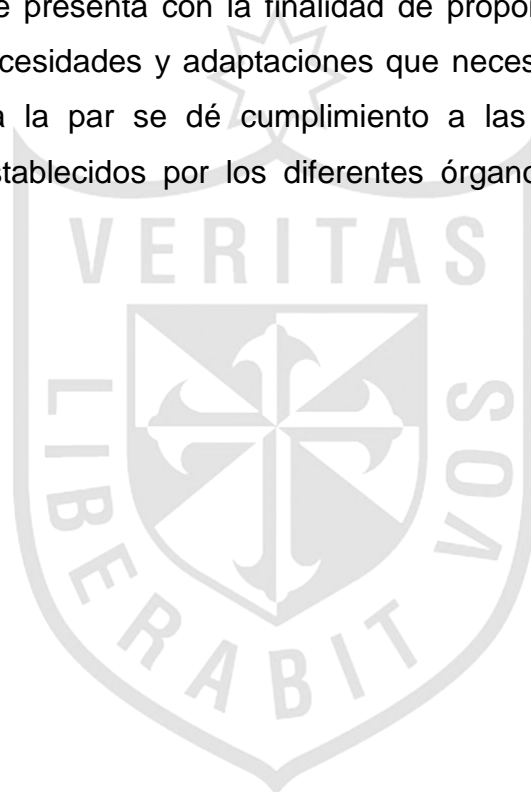 e presenta con la finalidad de propor
cesidades y adaptaciones que neces
a la par se dé cumplimiento a las
stablecidos por los diferentes órgano
VERITAS
LIBERABIT
VOS